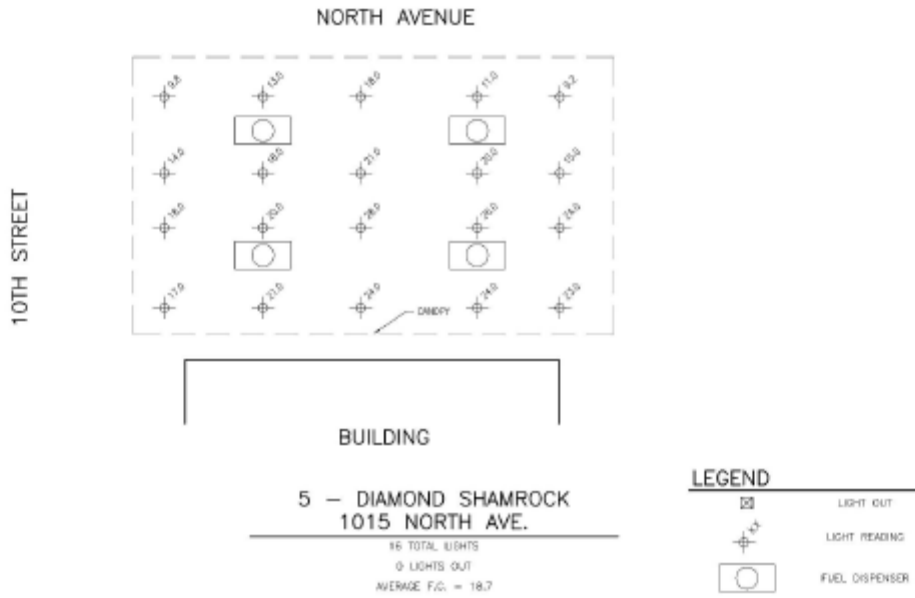 NORTH AVENUE
9.8 13.0 18.0 11.0 9.2
10TH STREET
14.0 18.0 21.0 20.0 15.0
18.0 20.0 28.0 26.0 24.0
17.0 21.0 24.0 24.0 23.0
CANOPY
BUILDING
5 – DIAMOND SHAMROCK
1015 NORTH AVE.
16 TOTAL LIGHTS
0 LIGHTS OUT
AVERAGE F.C. = 18.7
LEGEND
LIGHT OUT
X.X LIGHT READING
FUEL DISPENSER